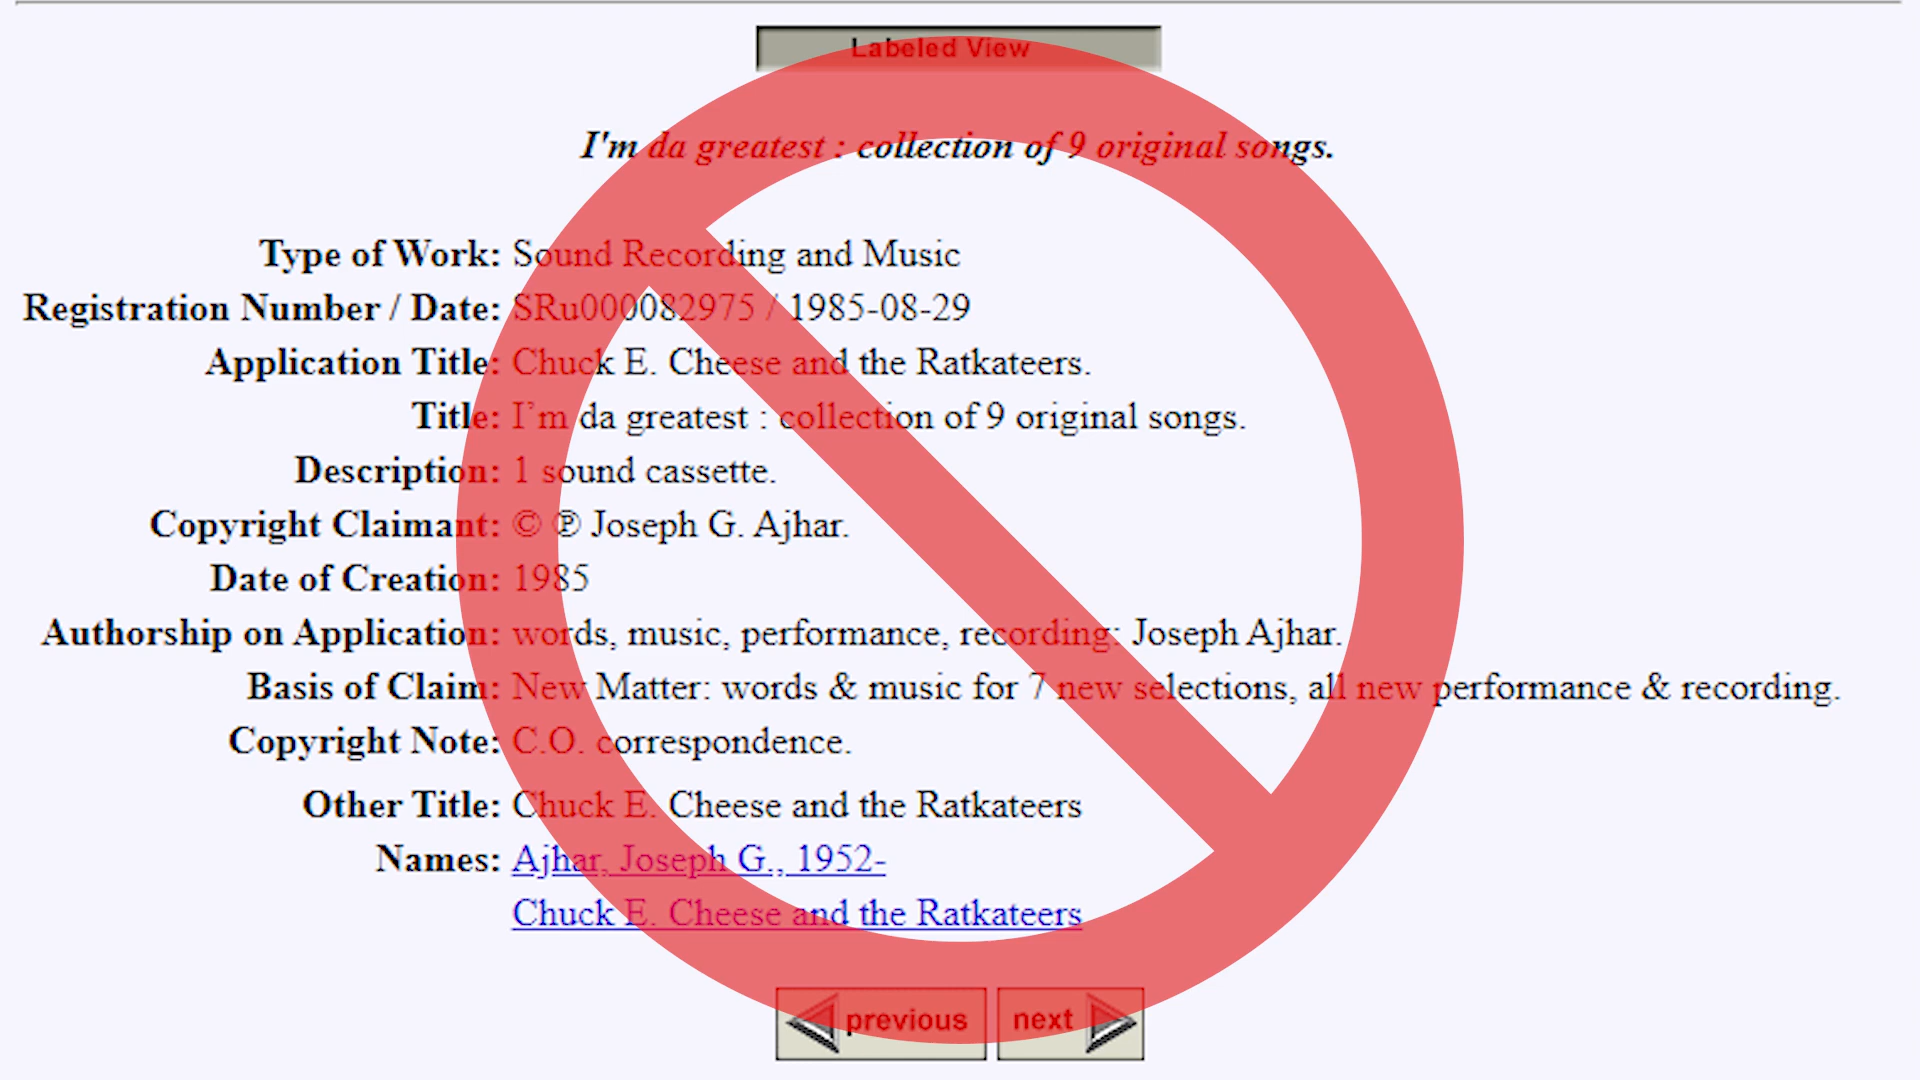 Labeled View
I'm da greatest : collection of 9 original songs.
Type of Work: Sound Recording and Music
Registration Number / Date: SRu000082975 / 1985-08-29
Application Title: Chuck E. Cheese and the Ratkateers.
Title: I'm da greatest : collection of 9 original songs.
Description: 1 sound cassette.
Copyright Claimant: © ℗ Joseph G. Ajhar.
Date of Creation: 1985
Authorship on Application: words, music, performance, recording: Joseph Ajhar.
Basis of Claim: New Matter: words & music for 7 new selections, all new performance & recording.
Copyright Note: C.O. correspondence.
Other Title: Chuck E. Cheese and the Ratkateers
Names: Ajhar, Joseph G., 1952-
Chuck E. Cheese and the Ratkateers
previous next